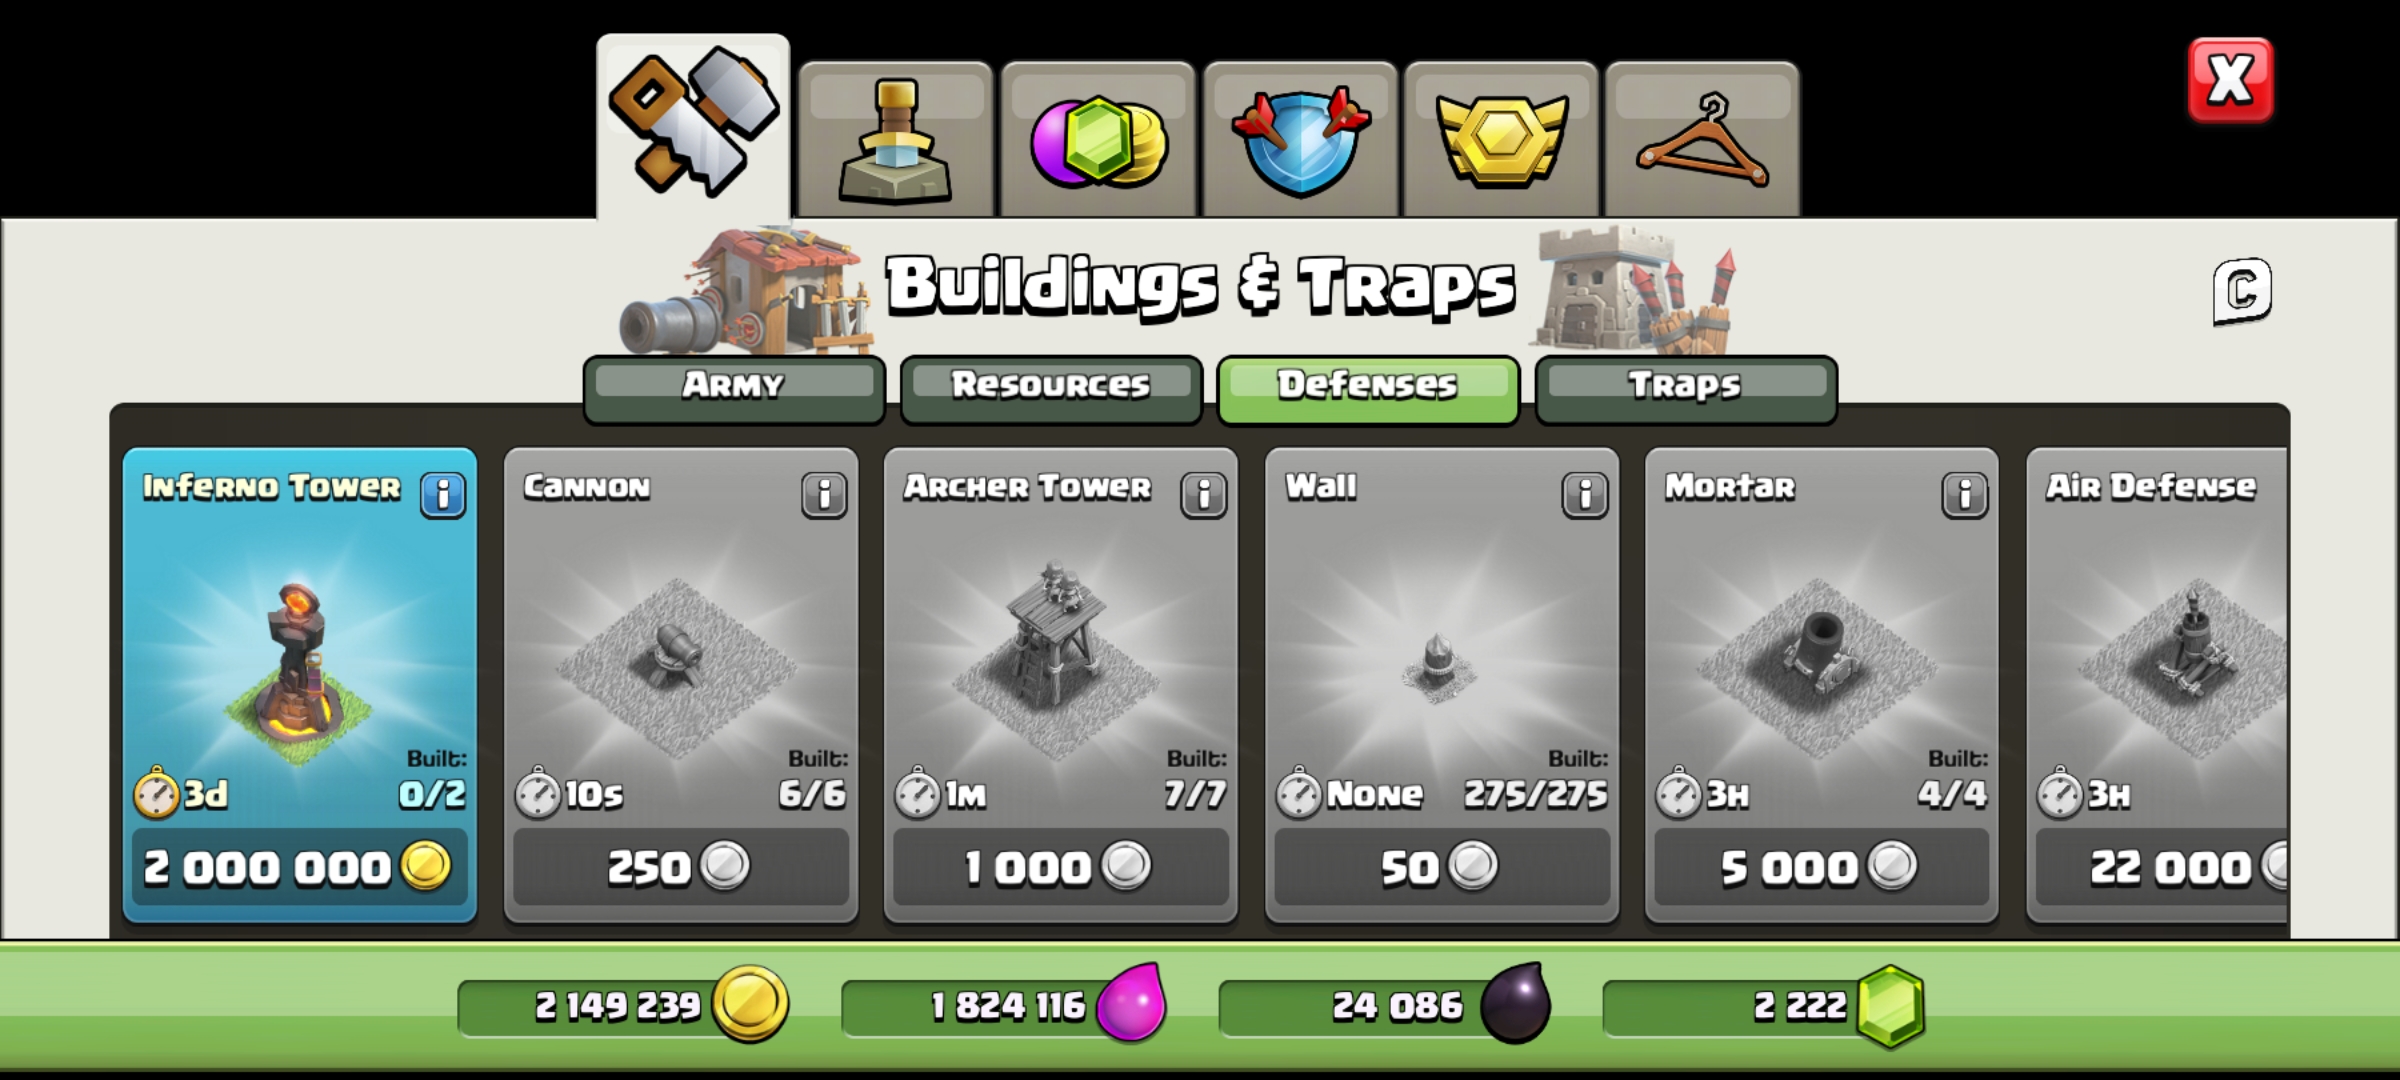 X
Buildings & Traps
C
Army
Resources
Defenses
Traps
Inferno Tower
i
Built:
3d
0/2
2 000 000
Cannon
i
Built:
10s
6/6
250
Archer Tower
i
Built:
1m
7/7
1 000
Wall
i
Built:
None
275/275
50
Mortar
i
Built:
3h
4/4
5 000
Air Defense
3h
22 000
2 149 239
1 824 116
24 086
2 222